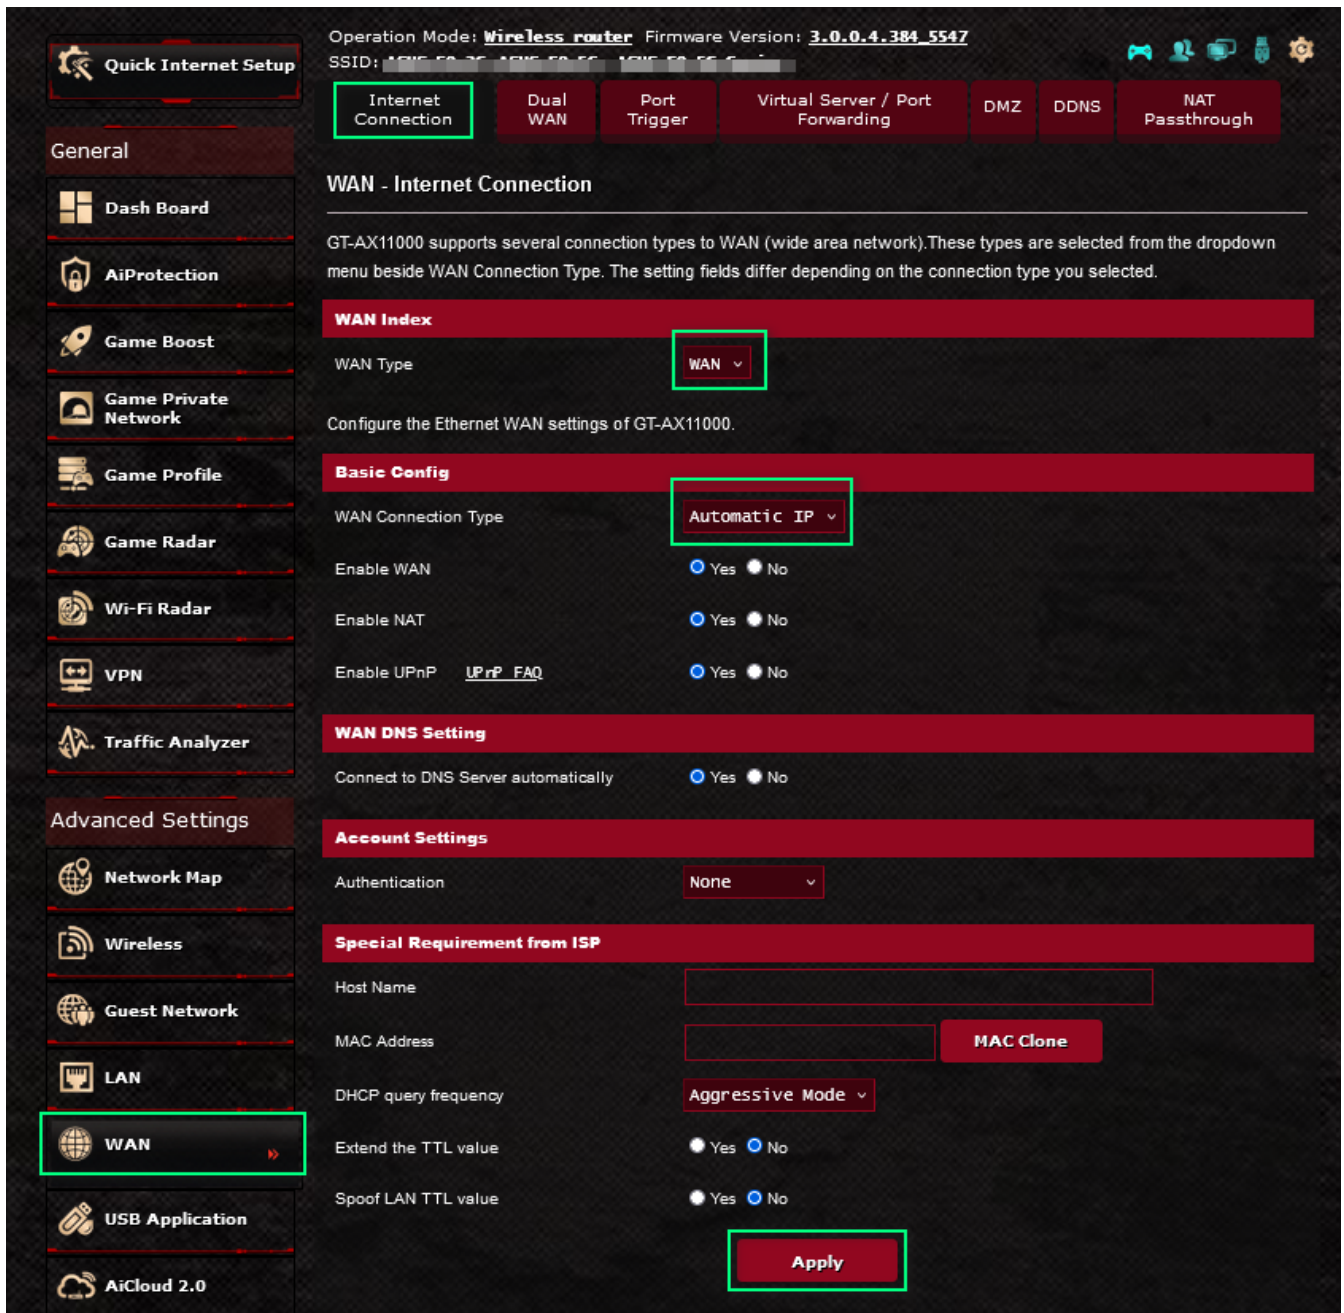 Quick Internet Setup
General
Dash Board
AiProtection
Game Boost
Game Private
Network
Game Profile
Game Radar
Wi-Fi Radar
VPN
Traffic Analyzer
Advanced Settings
Network Map
Wireless
Guest Network
LAN
WAN
USB Application
AiCloud 2.0
Operation Mode: Wireless router Firmware Version: 3.0.0.4.384_5547
SSID:
Internet
Connection
Dual
WAN
Port
Trigger
Virtual Server / Port
Forwarding
DMZ
DDNS
NAT
Passthrough
WAN - Internet Connection
GT-AX11000 supports several connection types to WAN (wide area network).These types are selected from the dropdown
menu beside WAN Connection Type. The setting fields differ depending on the connection type you selected.
WAN Index
WAN Type WAN
Configure the Ethernet WAN settings of GT-AX11000.
Basic Config
WAN Connection Type Automatic IP
Enable WAN Yes No
Enable NAT Yes No
Enable UPnP UPnP FAQ Yes No
WAN DNS Setting
Connect to DNS Server automatically Yes No
Account Settings
Authentication None
Special Requirement from ISP
Host Name
MAC Address MAC Clone
DHCP query frequency Aggressive Mode
Extend the TTL value Yes No
Spoof LAN TTL value Yes No
Apply